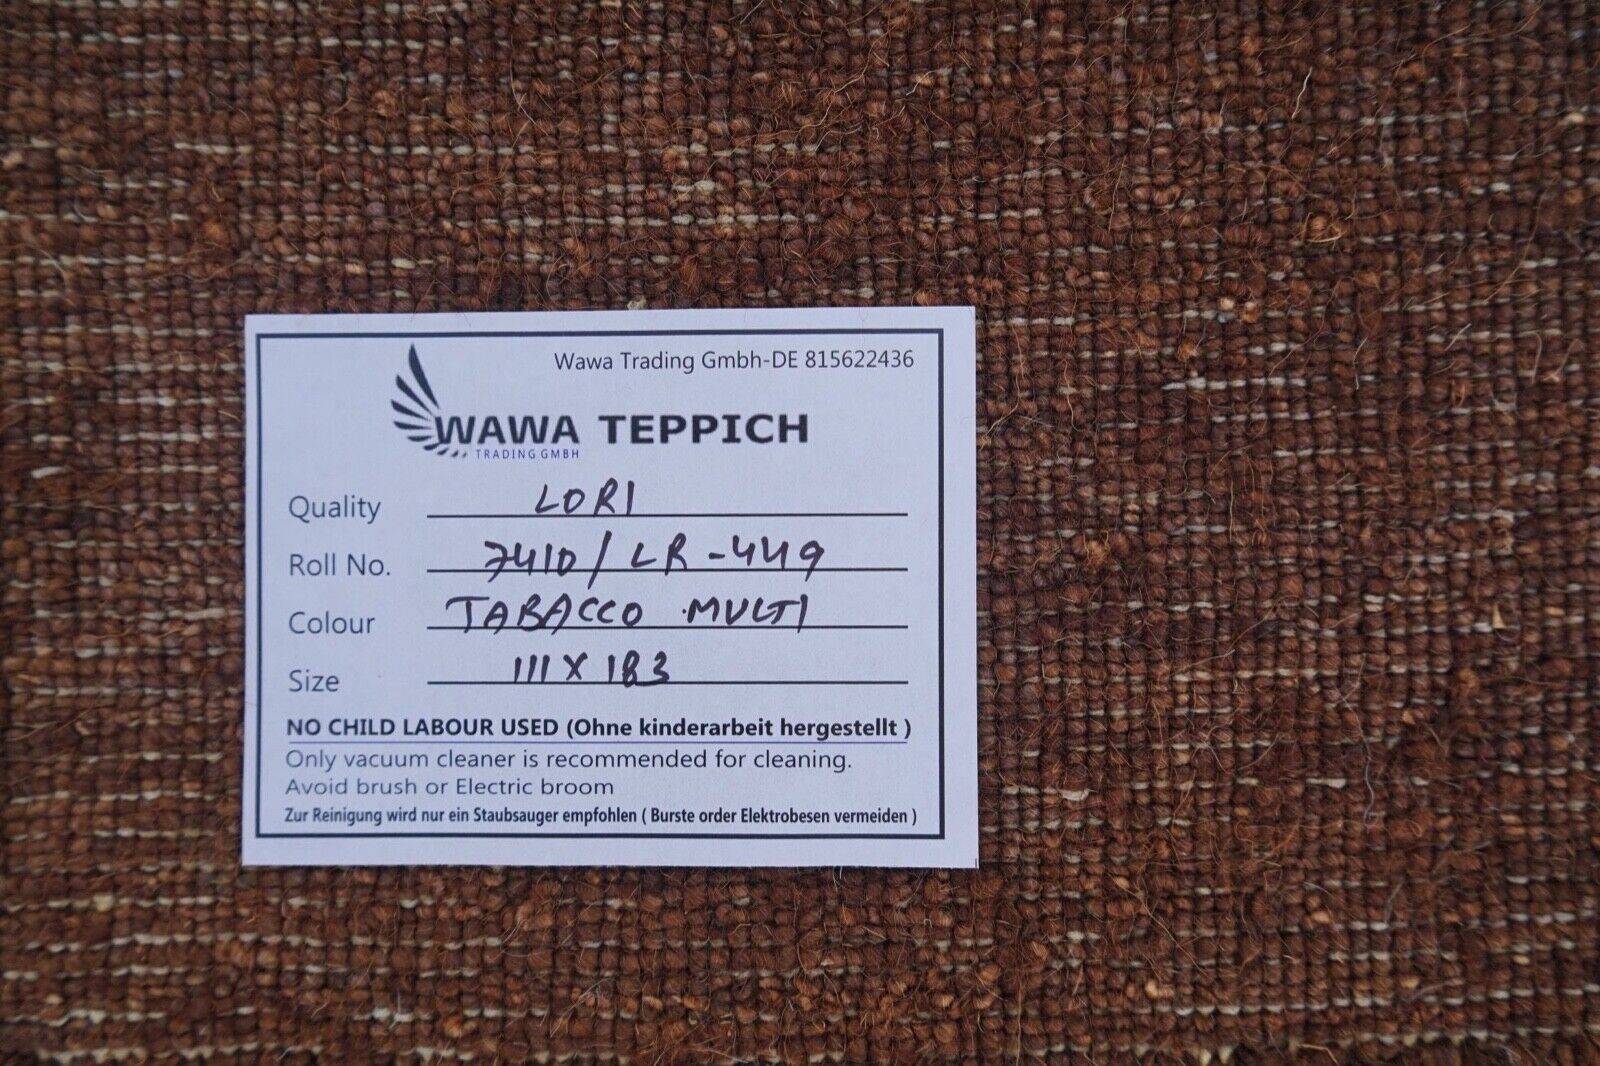 Wawa Trading Gmbh-DE 815622436
WAWA TEPPICH
TRADING GMBH
Quality LORI
Roll No. 7410/LR-449
Colour TABACCO MULTI
Size 111 X 183
NO CHILD LABOUR USED (Ohne kinderarbeit hergestellt )
Only vacuum cleaner is recommended for cleaning.
Avoid brush or Electric broom
Zur Reinigung wird nur ein Staubsauger empfohlen ( Burste order Elektrobesen vermeiden )